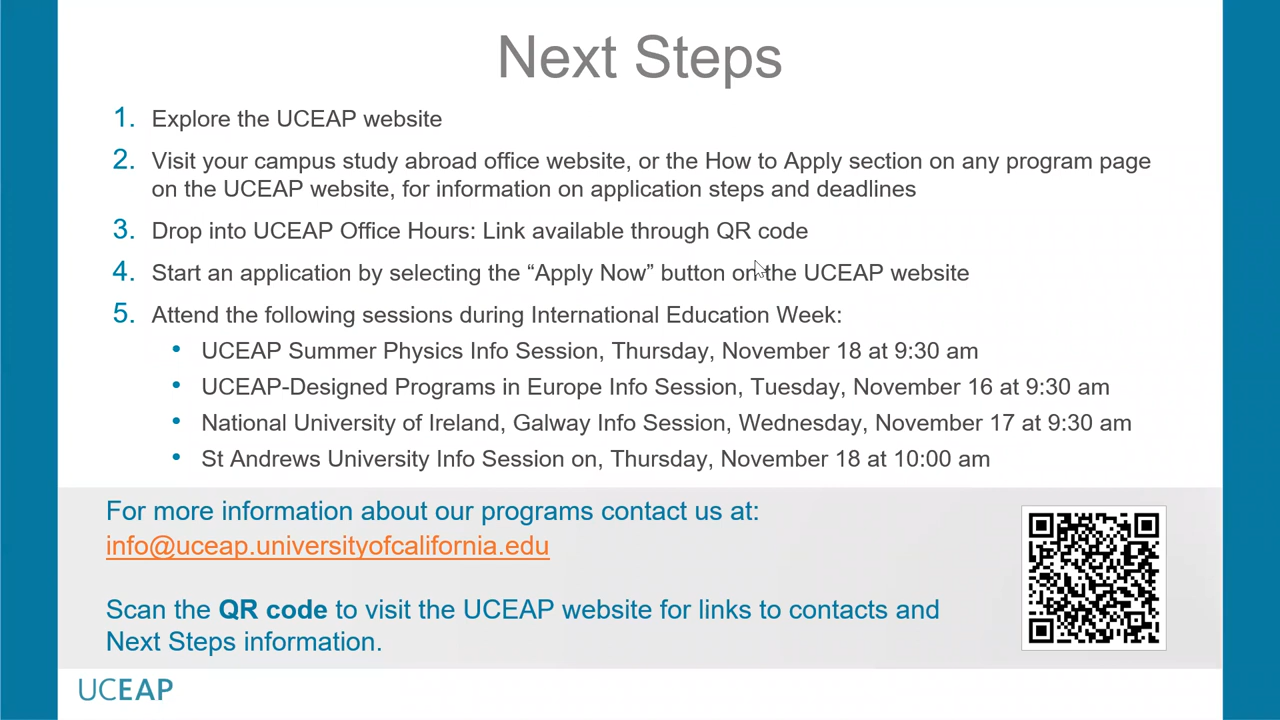 Next Steps
1. Explore the UCEAP website
2. Visit your campus study abroad office website, or the How to Apply section on any program page
on the UCEAP website, for information on application steps and deadlines
3. Drop into UCEAP Office Hours: Link available through QR code
4. Start an application by selecting the “Apply Now” button on the UCEAP website
5. Attend the following sessions during International Education Week:
• UCEAP Summer Physics Info Session, Thursday, November 18 at 9:30 am
• UCEAP-Designed Programs in Europe Info Session, Tuesday, November 16 at 9:30 am
• National University of Ireland, Galway Info Session, Wednesday, November 17 at 9:30 am
• St Andrews University Info Session on, Thursday, November 18 at 10:00 am
For more information about our programs contact us at:
info@uceap.universityofcalifornia.edu
Scan the QR code to visit the UCEAP website for links to contacts and
Next Steps information.
UCEAP